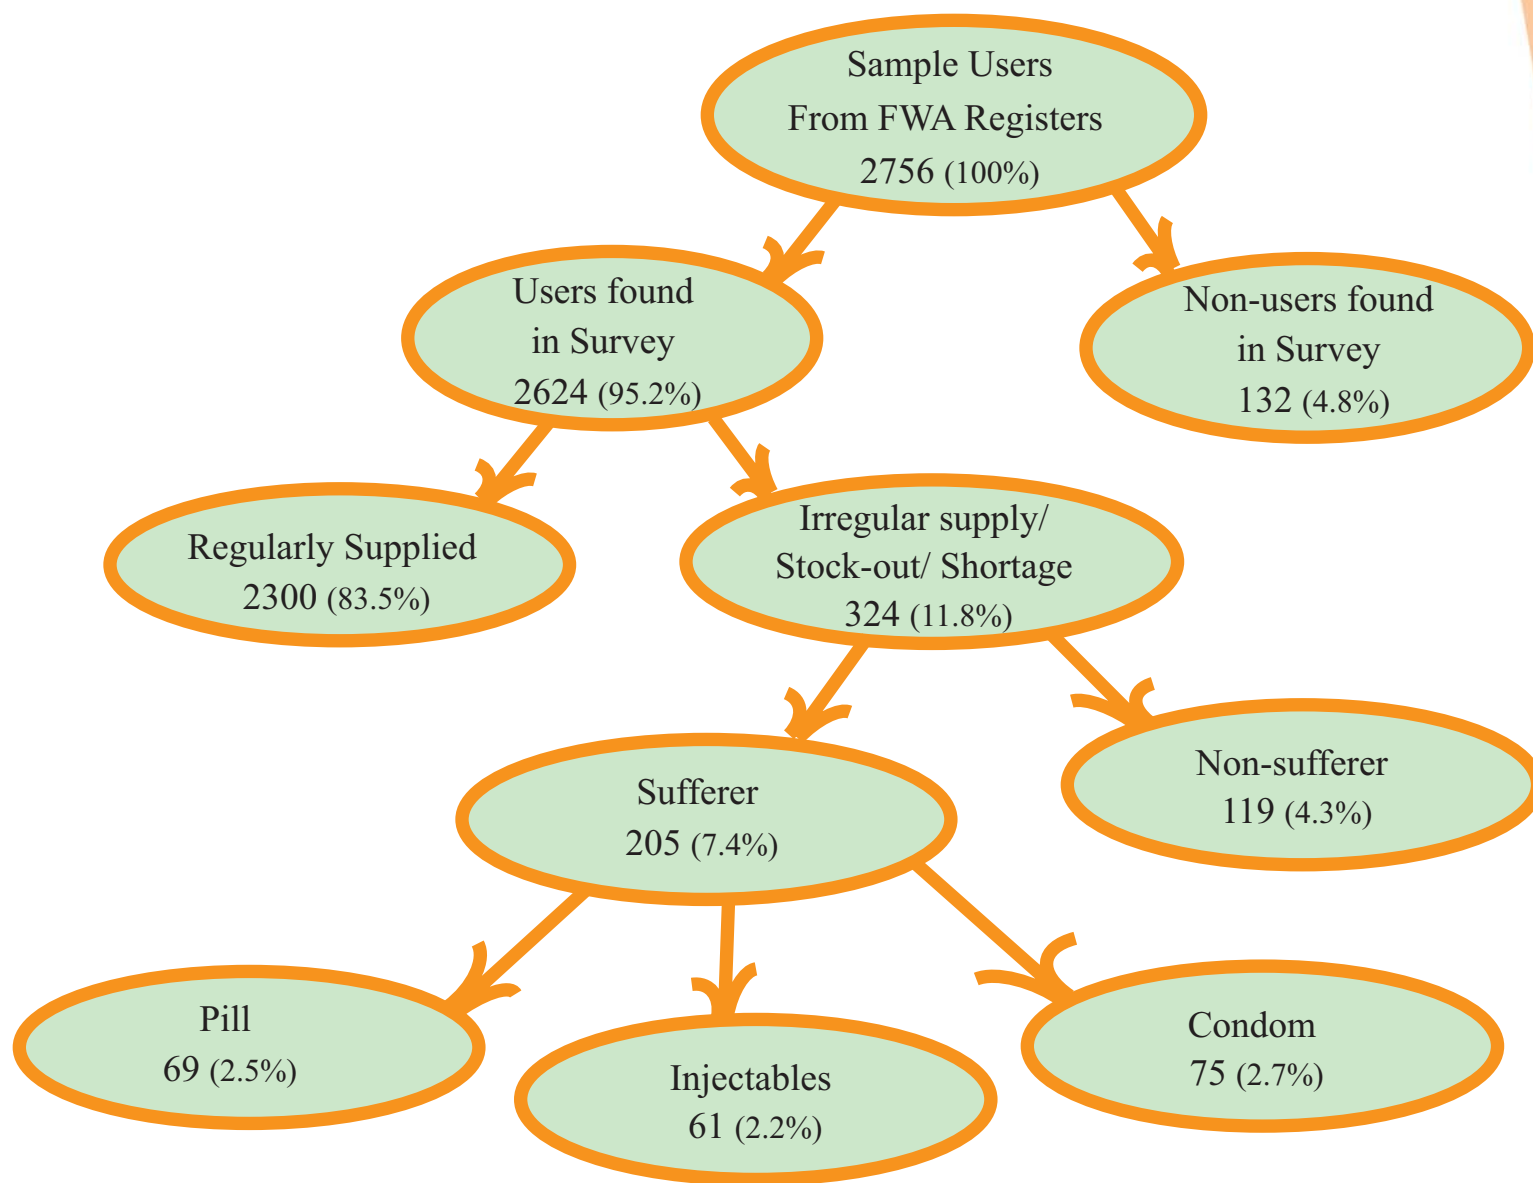 Sample Users
From FWA Registers
2756 (100%)
Users found
in Survey
2624 (95.2%)
Non-users found
in Survey
132 (4.8%)
Regularly Supplied
2300 (83.5%)
Irregular supply/
Stock-out/ Shortage
324 (11.8%)
Sufferer
205 (7.4%)
Non-sufferer
119 (4.3%)
Pill
69 (2.5%)
Injectables
61 (2.2%)
Condom
75 (2.7%)